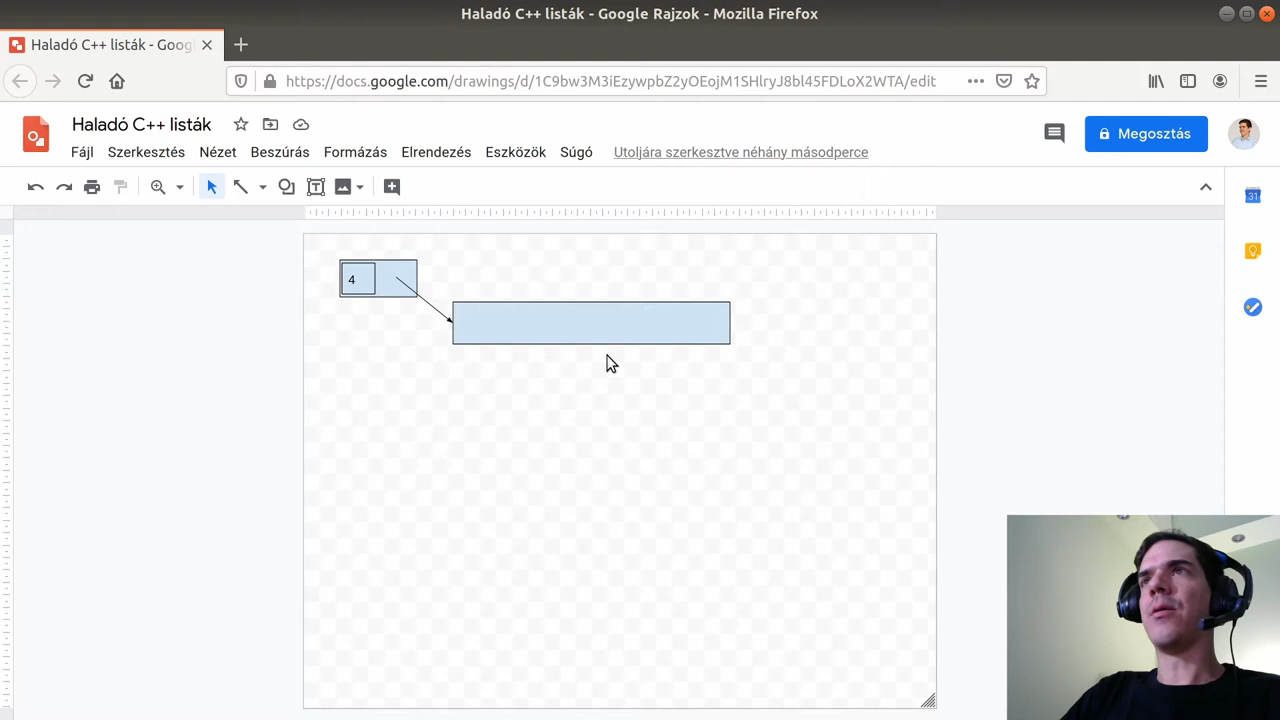 Haladó C++ listák - Google Rajzok - Mozilla Firefox
Haladó C++ listák - Goog
https://docs.google.com/drawings/d/1C9bw3M3iEzywpbZ2yOEojM1SHlryJ8bl45FDLoX2WTA/edit
Haladó C++ listák
Megosztás
Fájl Szerkesztés Nézet Beszúrás Formázás Elrendezés Eszközök Súgó Utoljára szerkesztve néhány másodperce
31
4